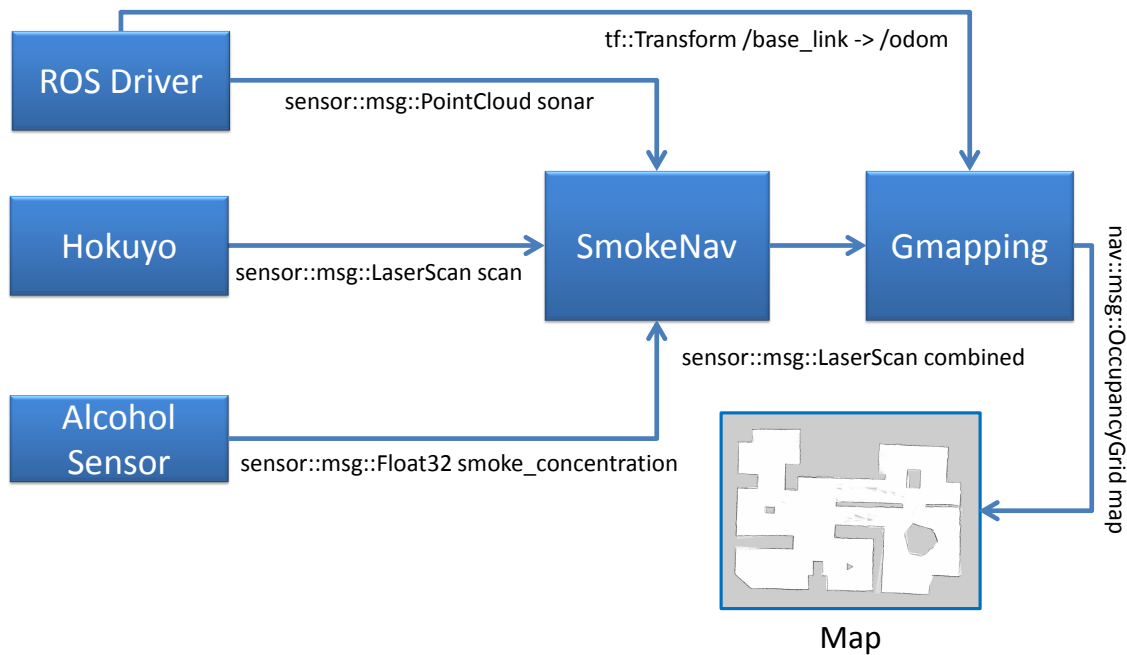 tf::Transform /base_link -> /odom
ROS Driver
sensor::msg::PointCloud sonar
Hokuyo
SmokeNav
Gmapping
sensor::msg::LaserScan scan
nav::msg::OccupancyGrid map
sensor::msg::LaserScan combined
Alcohol
Sensor
sensor::msg::Float32 smoke_concentration
Map